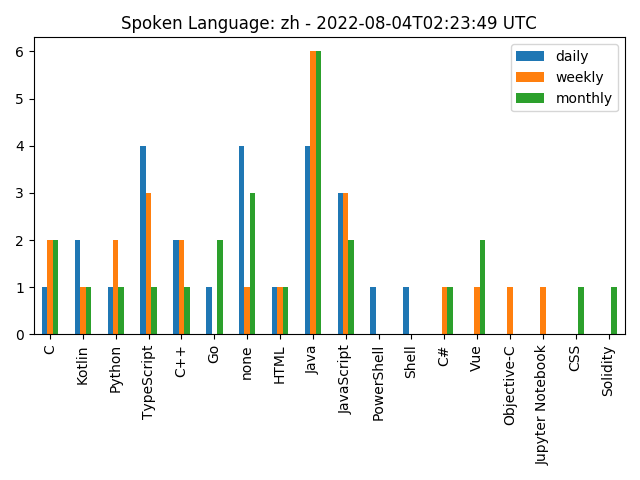 Spoken Language: zh - 2022-08-04T02:23:49 UTC
daily
weekly
monthly
6
5
4
3
2
1
0
C
Kotlin
Python
TypeScript
C++
Go
none
HTML
Java
JavaScript
PowerShell
Shell
C#
Vue
Objective-C
Jupyter Notebook
CSS
Solidity